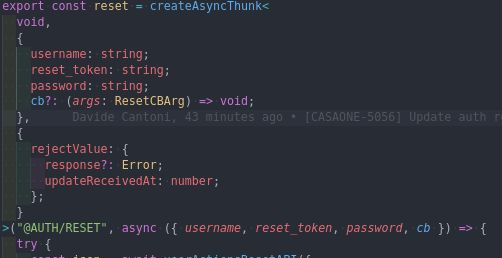 export const reset = createAsyncThunk<
void,
{
username: string;
reset_token: string;
password: string;
cb?: (args: ResetCBArg) => void;
}, Davide Cantoni, 43 minutes ago • [CASAONE-5056] Update auth re
{
rejectValue: {
response?: Error;
updateReceivedAt: number;
};
}
>("@AUTH/RESET", async ({ username, reset_token, password, cb }) => {
try {